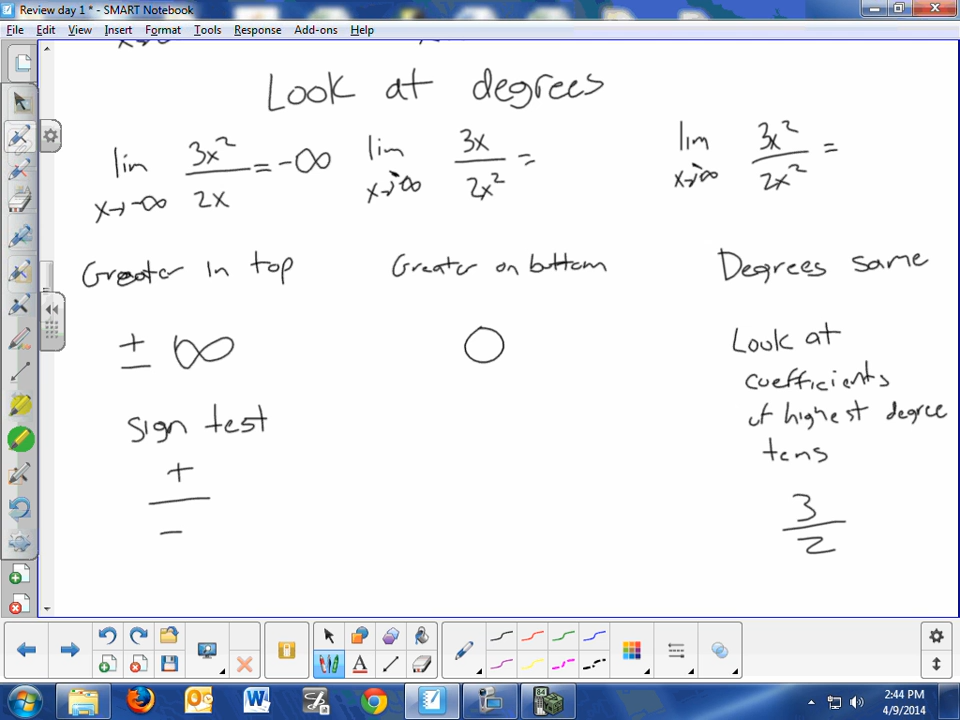 Review day 1 * - SMART Notebook
File Edit View Insert Format Tools Response Add-ons Help
Look at degrees
lim x→-∞ 3x²/2x = -∞
lim x→-∞ 3x/2x² =
lim x→-∞ 3x²/2x² =
Greater in top
Greater on bottom
Degrees same
± ∞
0
Look at
coefficients
of highest degree
tems
sign test
+
—
−
3
2
A
2:44 PM
4/9/2014